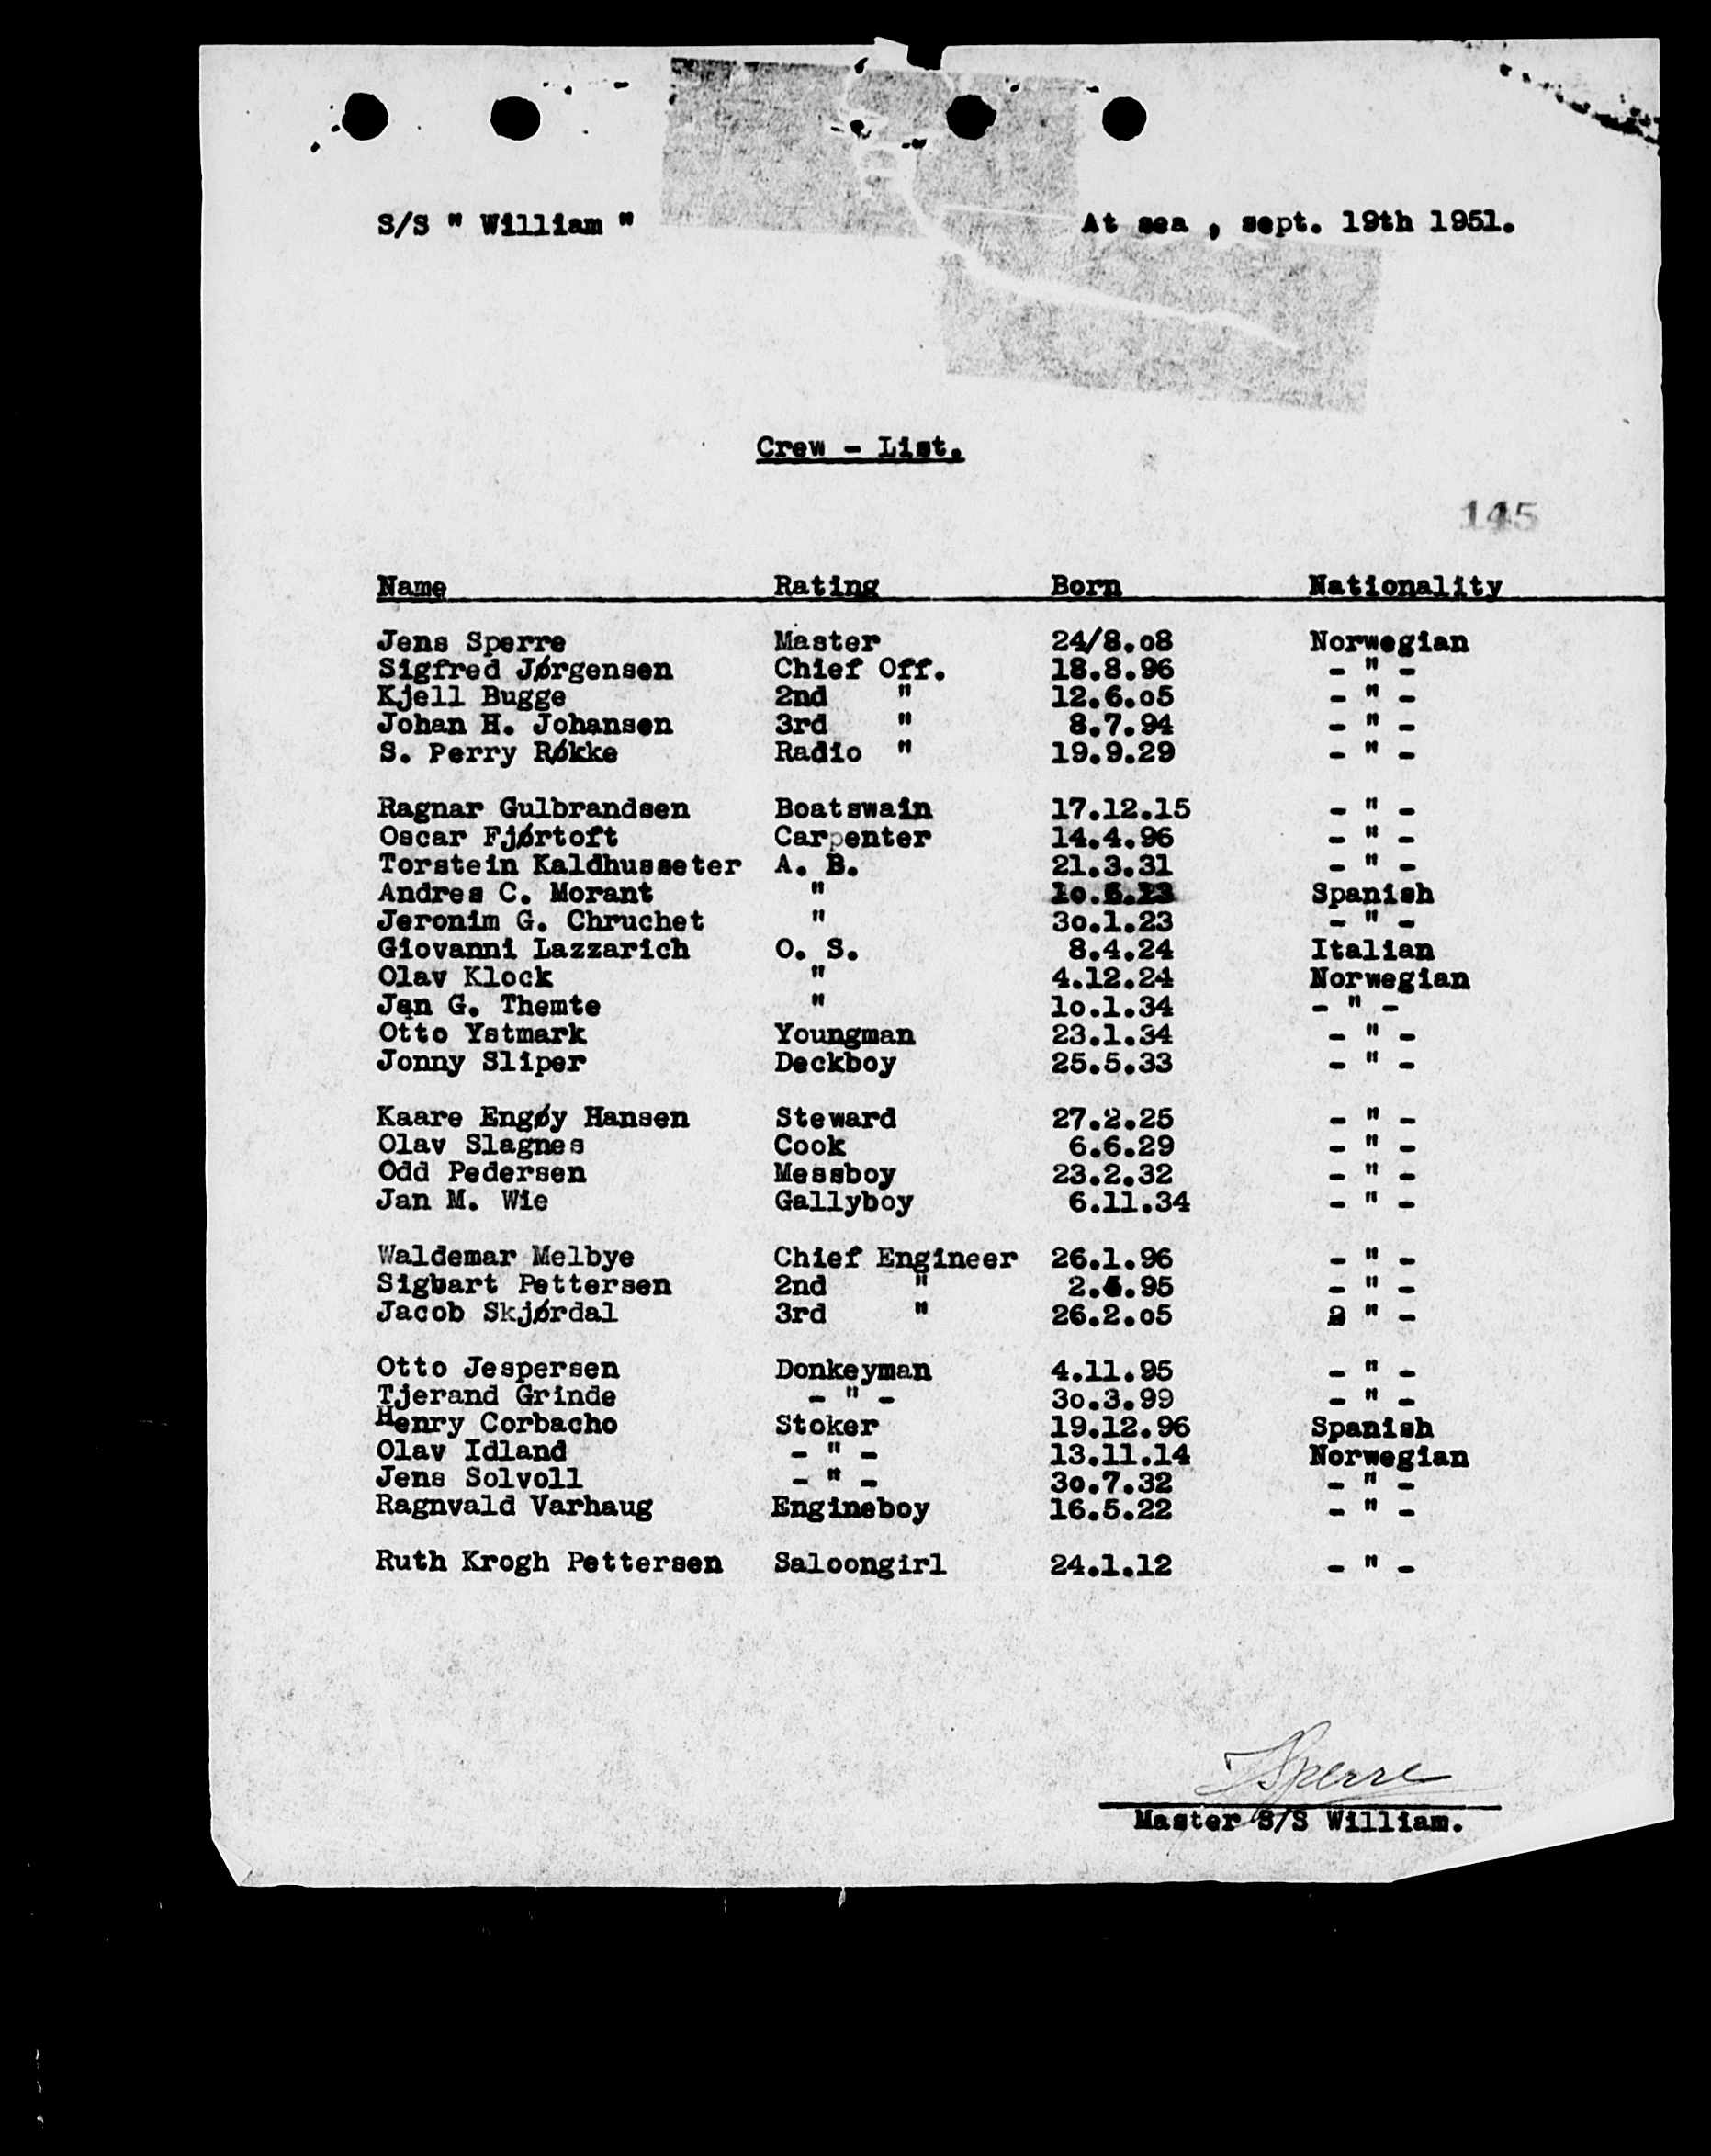 S/S " William "    At sea , sept. 19th 1951.
Crew - List.
145
Name    Rating    Born    Nationality
Jens Sperre    Master    24/8.o8    Norwegian
Sigfred Jørgensen    Chief Off.    18.8.96    - " -
Kjell Bugge    2nd "    12.6.o5    - " -
Johan H. Johansen    3rd "    8.7.94    - " -
S. Perry Røkke    Radio "    19.9.29    - " -
Ragnar Gulbrandsen    Boatswain    17.12.15    - " -
Oscar Fjørtoft    Carpenter    14.4.96    - " -
Torstein Kaldhusseter    A. B.    21.3.31    - " -
Andres C. Morant    "    Spanish
Jeronim G. Chruchet    "    3o.1.23    - " -
Giovanni Lazzarich    O. S.    8.4.24    Italian
Olav Klock    "    4.12.24    Norwegian
Jan G. Themte    "    1o.1.34    - " -
Otto Ystmark    Youngman    23.1.34    - " -
Jonny Sliper    Deckboy    25.5.33    - " -
Kaare Engøy Hansen    Steward    27.2.25    - " -
Olav Slagnes    Cook    6.6.29    - " -
Odd Pedersen    Messboy    23.2.32    - " -
Jan M. Wie    Gallyboy    6.11.34    - " -
Waldemar Melbye    Chief Engineer    26.1.96    - " -
Sigvart Pettersen    2nd "    - " -
Jacob Skjørdal    3rd "    26.2.o5    " -
Otto Jespersen    Donkeyman    4.11.95    - " -
Tjerand Grinde    - " -    3o.3.99    - " -
Henry Corbacho    Stoker    19.12.96    Spanish
Olav Idland    - " -    13.11.14    Norwegian
Jens Solvoll    - " -    3o.7.32    - " -
Ragnvald Varhaug    Engineboy    16.5.22    - " -
Ruth Krogh Pettersen    Saloongirl    24.1.12    - " -
JSperre
Master S/S William.